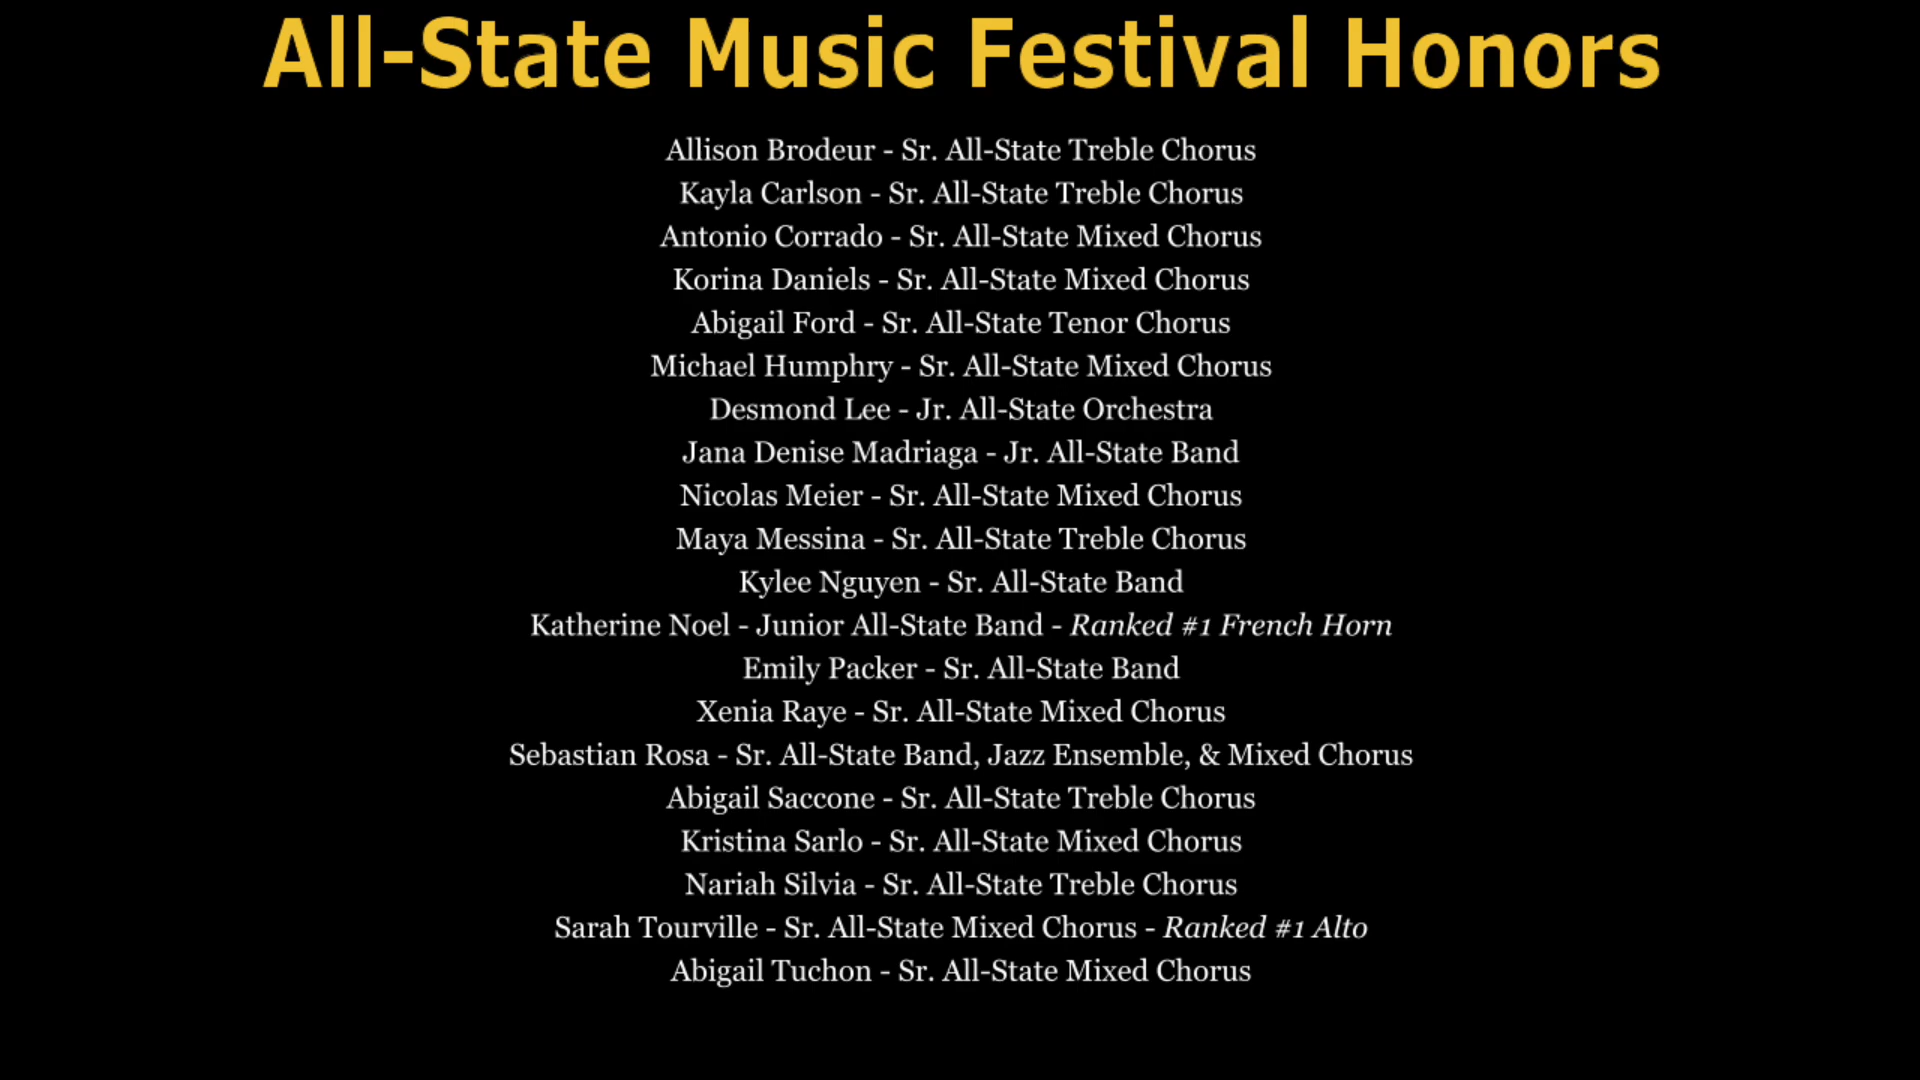 All-State Music Festival Honors
Allison Brodeur - Sr. All-State Treble Chorus
Kayla Carlson - Sr. All-State Treble Chorus
Antonio Corrado - Sr. All-State Mixed Chorus
Korina Daniels - Sr. All-State Mixed Chorus
Abigail Ford - Sr. All-State Tenor Chorus
Michael Humphry - Sr. All-State Mixed Chorus
Desmond Lee - Jr. All-State Orchestra
Jana Denise Madriaga - Jr. All-State Band
Nicolas Meier - Sr. All-State Mixed Chorus
Maya Messina - Sr. All-State Treble Chorus
Kylee Nguyen - Sr. All-State Band
Katherine Noel - Junior All-State Band - Ranked #1 French Horn
Emily Packer - Sr. All-State Band
Xenia Raye - Sr. All-State Mixed Chorus
Sebastian Rosa - Sr. All-State Band, Jazz Ensemble, & Mixed Chorus
Abigail Saccone - Sr. All-State Treble Chorus
Kristina Sarlo - Sr. All-State Mixed Chorus
Nariah Silvia - Sr. All-State Treble Chorus
Sarah Tourville - Sr. All-State Mixed Chorus - Ranked #1 Alto
Abigail Tuchon - Sr. All-State Mixed Chorus